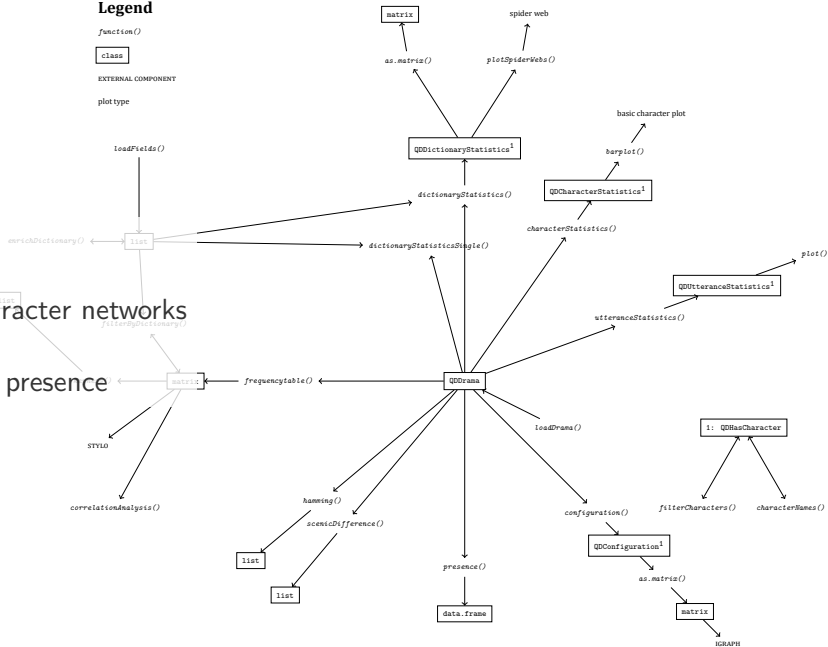 Legend
function()
class
EXTERNAL COMPONENT
plot type
matrix
spider web
as.matrix()
plotSpiderWebs()
basic character plot
loadFields()
QDDictionaryStatistics1
barplot()
QDCharacterStatistics1
dictionaryStatistics()
characterStatistics()
enrichDictionary()
list
dictionaryStatisticsSingle()
plot()
QDUtteranceStatistics1
list
racter networks
filterByDictionary()
utteranceStatistics()
presence
matrix
frequencytable()
QDDrama
loadDrama()
1: QDHasCharacter
STYLO
correlationAnalysis()
hamming()
scenicDifference()
configuration()
filterCharacters()
characterNames()
list
QDConfiguration1
presence()
as.matrix()
list
data.frame
matrix
IGRAPH